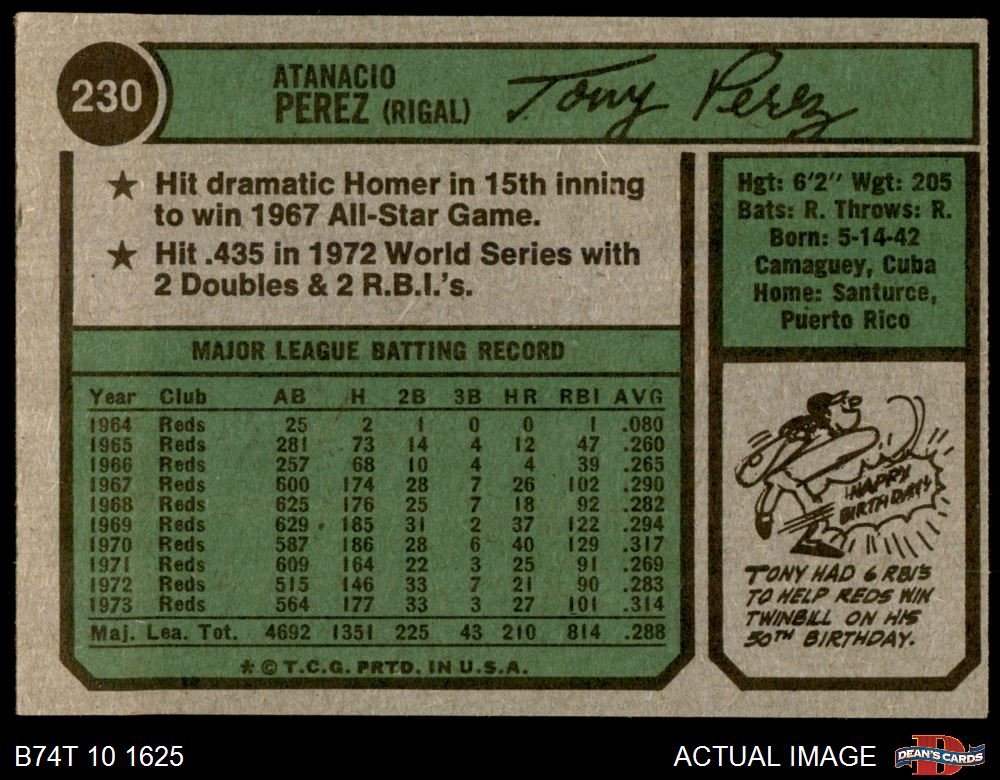 230
ATANACIO
PEREZ (RIGAL)
Tony Perez
★ Hit dramatic Homer in 15th inning
to win 1967 All-Star Game.
★ Hit .435 in 1972 World Series with
2 Doubles & 2 R.B.I.'s.
Hgt: 6'2" Wgt: 205
Bats: R. Throws: R.
Born: 5-14-42
Camaguey, Cuba
Home: Santurce,
Puerto Rico
MAJOR LEAGUE BATTING RECORD
Year Club AB H 2B 3B HR RBI AVG
1964 Reds 25 2 1 0 0 1 .080
1965 Reds 281 73 14 4 12 47 .260
1966 Reds 257 68 10 4 4 39 .265
1967 Reds 600 174 28 7 26 102 .290
1968 Reds 625 176 25 7 18 92 .282
1969 Reds 629 185 31 2 37 122 .294
1970 Reds 587 186 28 6 40 129 .317
1971 Reds 609 164 22 3 25 91 .269
1972 Reds 515 146 33 7 21 90 .283
1973 Reds 564 177 33 3 27 101 .314
Maj. Lea. Tot. 4692 1351 225 43 210 814 .288
* © T.C.G. PRTD. IN U.S.A.
HAPPY
BIRTHDAY!
TONY HAD 6 RBIS
TO HELP REDS WIN
TWINBILL ON HIS
30TH BIRTHDAY.
B74T 10 1625
ACTUAL IMAGE
D
DEAN'S CARDS